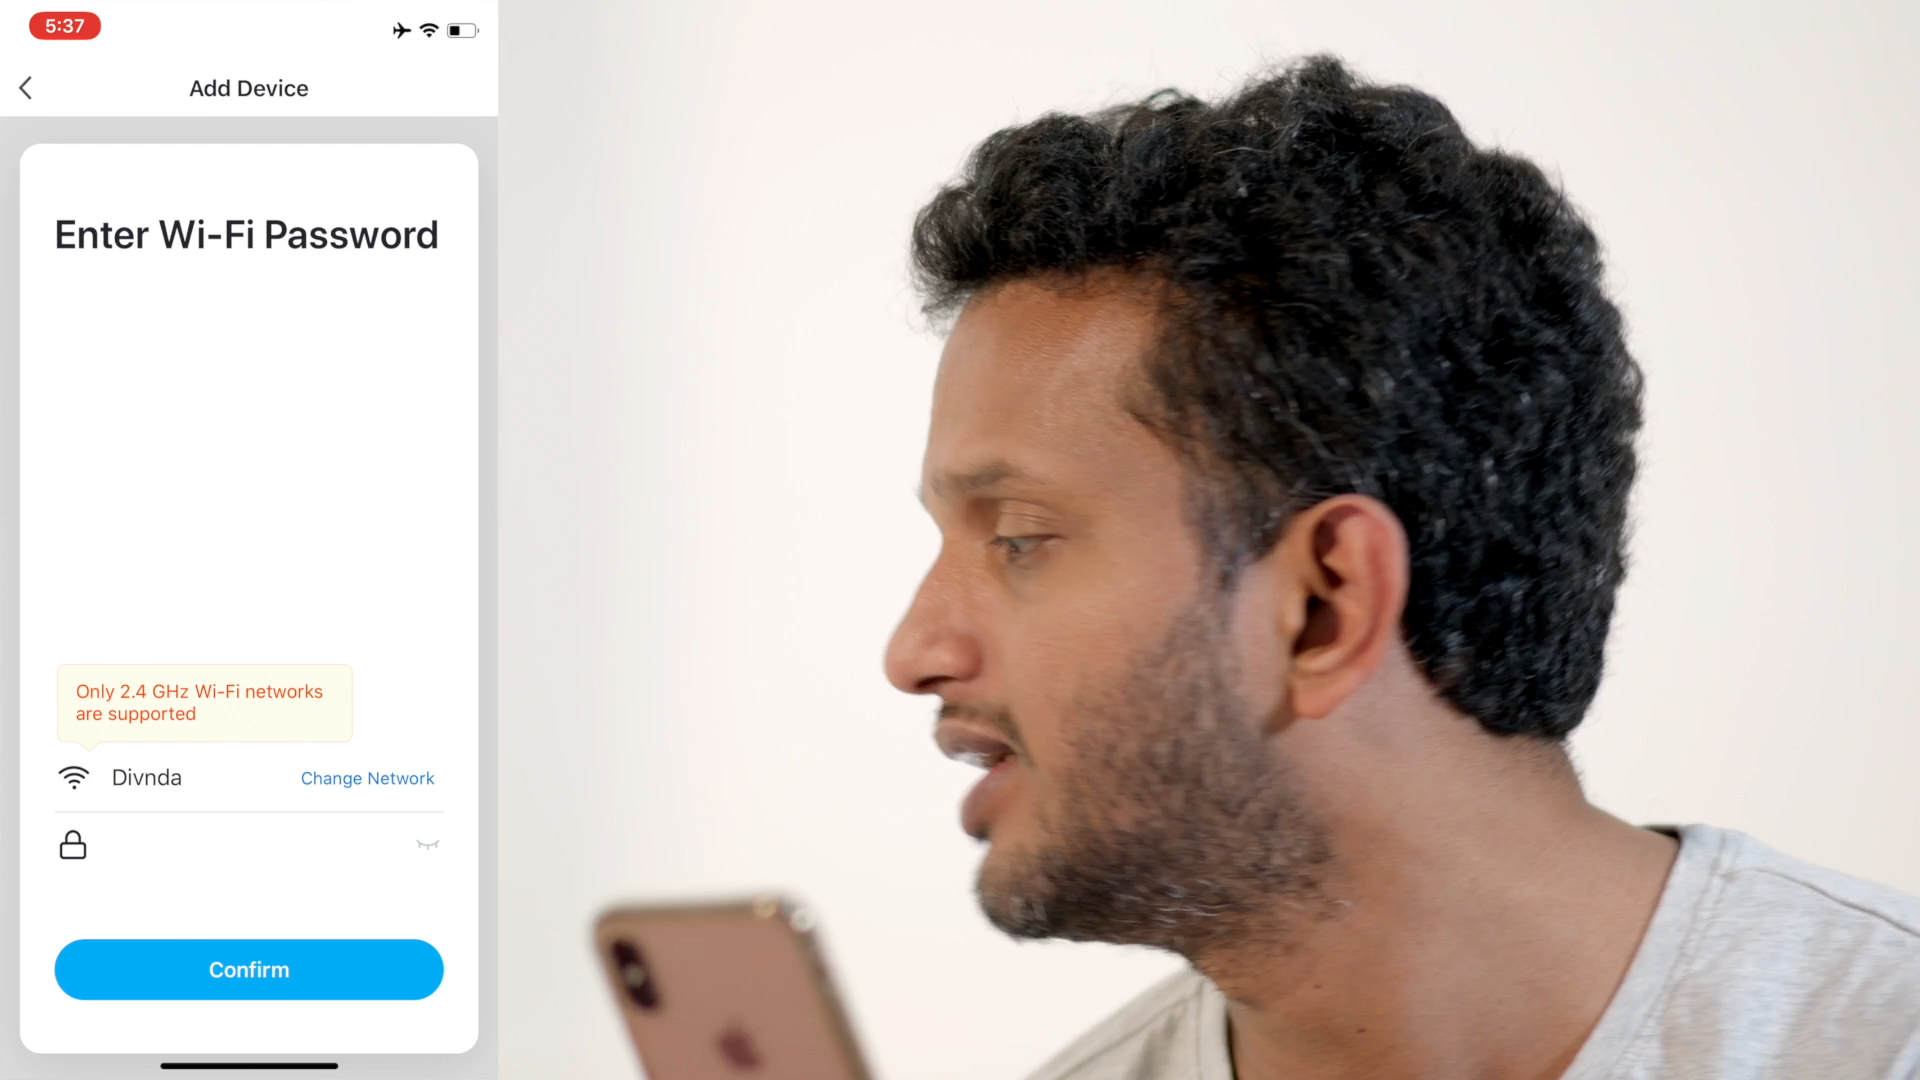 5:37
Add Device
Enter Wi-Fi Password
Only 2.4 GHz Wi-Fi networks
are supported
Divnda
Change Network
Confirm